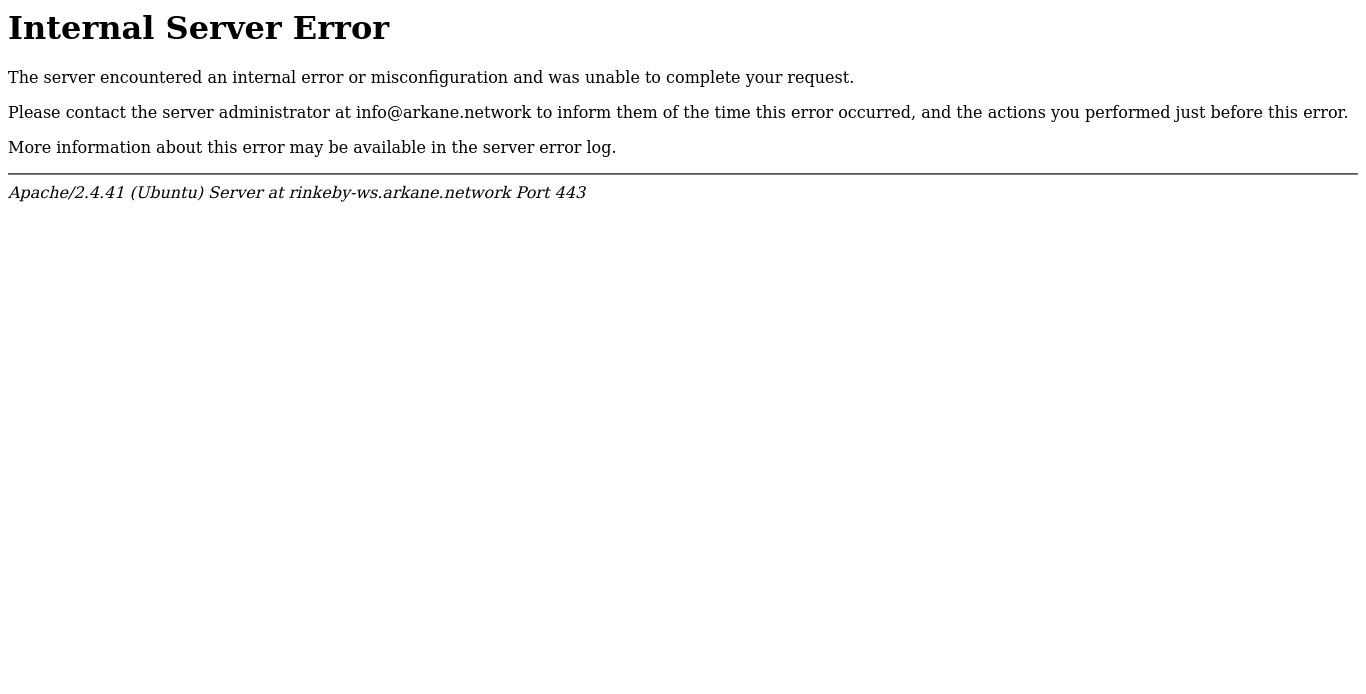 Internal Server Error
The server encountered an internal error or misconfiguration and was unable to complete your request.
Please contact the server administrator at info@arkane.network to inform them of the time this error occurred, and the actions you performed just before this error.
More information about this error may be available in the server error log.
Apache/2.4.41 (Ubuntu) Server at rinkeby-ws.arkane.network Port 443